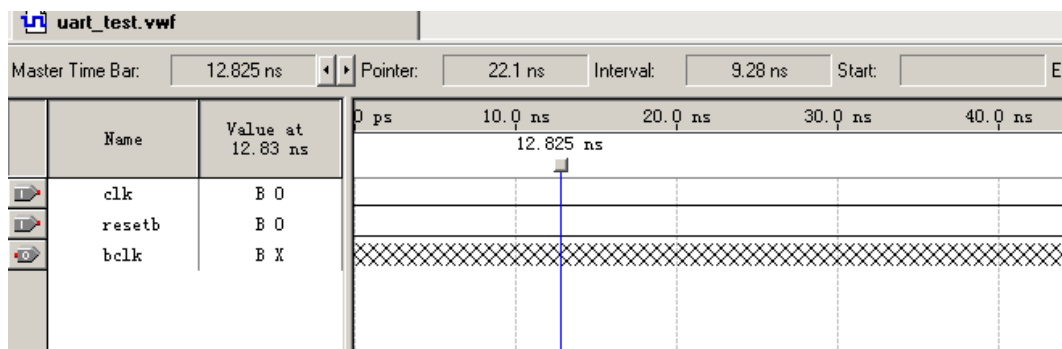 uart_test.vwf
Master Time Bar: 12.825 ns Pointer: 22.1 ns Interval: 9.28 ns Start: E
Name Value at 12.83 ns 0 ps 10.0 ns 20.0 ns 30.0 ns 40.0 ns
12.825 ns
clk B 0
resetb B 0
bclk B X